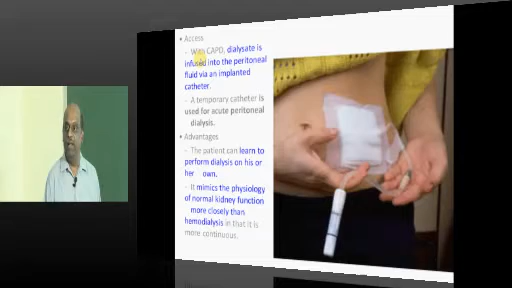 • Access
- With CAPD, dialysate is
infused into the peritoneal
fluid via an implanted
catheter.
- A temporary catheter is
used for acute peritoneal
dialysis.
• Advantages
- The patient can learn to
perform dialysis on his or
her own.
- It mimics the physiology
of normal kidney function
more closely than
hemodialysis in that it is
more continuous.